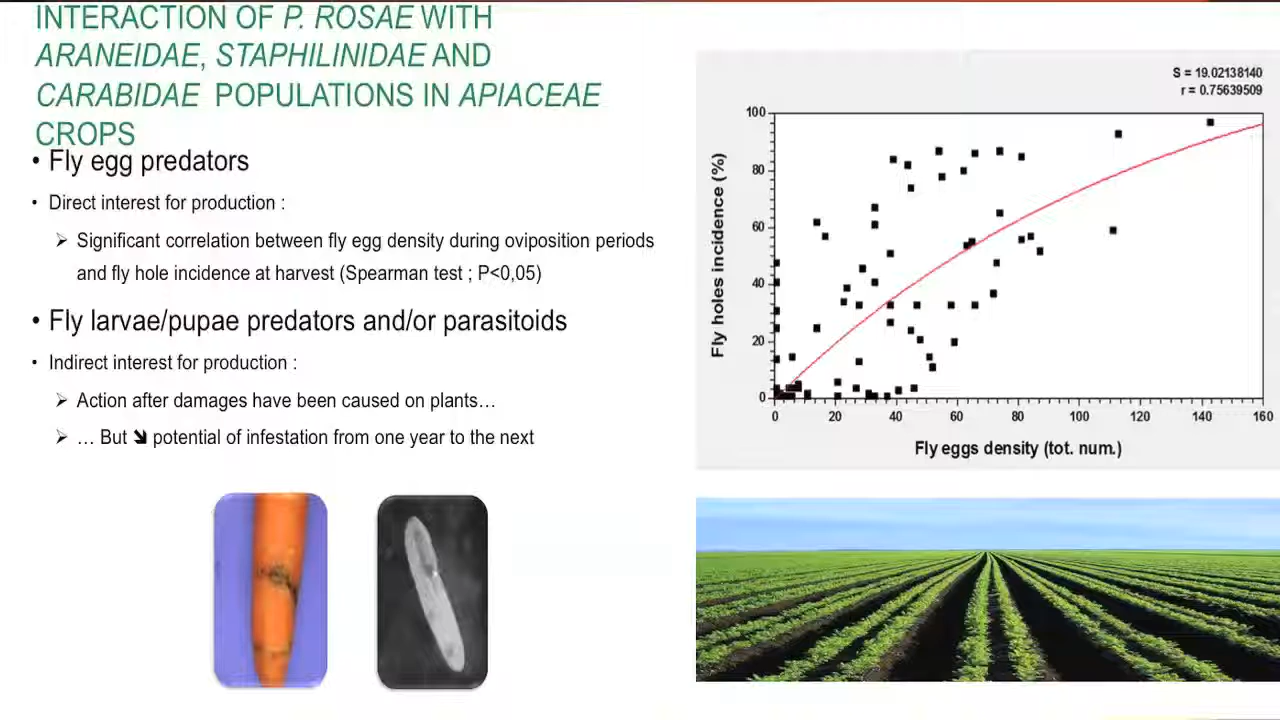 INTERACTION OF P. ROSAE WITH
ARANEIDAE, STAPHILINIDAE AND
CARABIDAE POPULATIONS IN APIACEAE
CROPS
• Fly egg predators
• Direct interest for production :
➢ Significant correlation between fly egg density during oviposition periods
and fly hole incidence at harvest (Spearman test ; P<0,05)
• Fly larvae/pupae predators and/or parasitoids
• Indirect interest for production :
➢ Action after damages have been caused on plants…
➢ … But ⬊ potential of infestation from one year to the next
S = 19.02138140
r = 0.75639509
Fly holes incidence (%)
100
80
60
40
20
0
0 20 40 60 80 100 120 140 160
Fly eggs density (tot. num.)